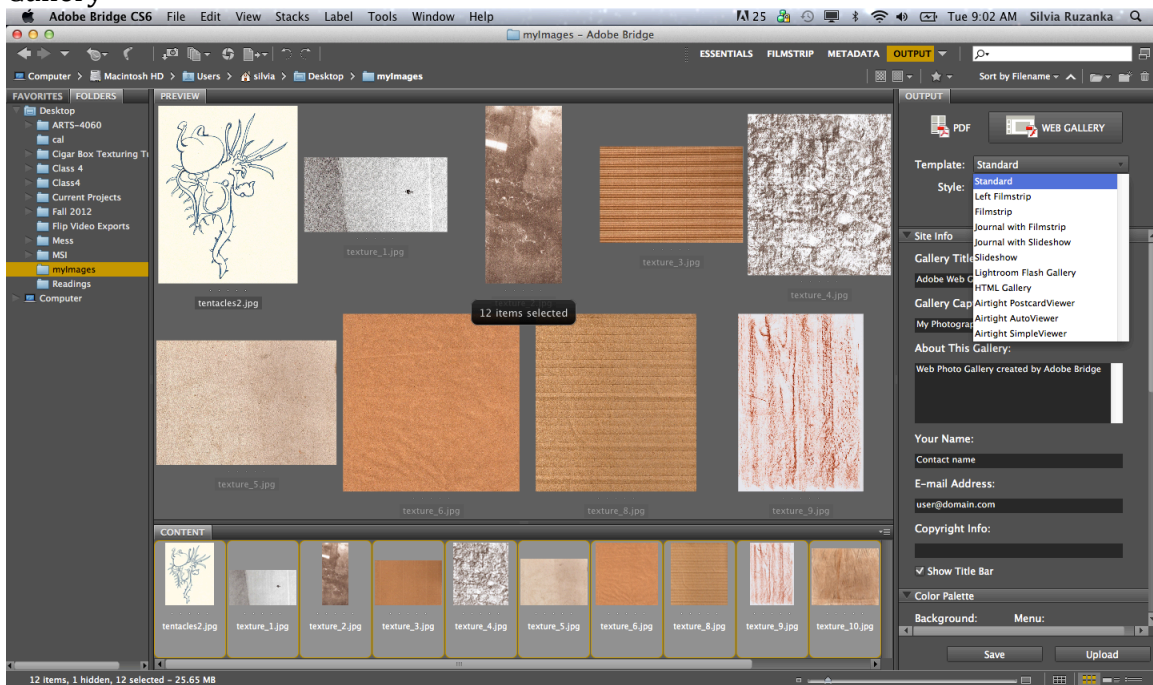 Gallery
Adobe Bridge CS6 File Edit View Stacks Label Tools Window Help 25 Tue 9:02 AM Silvia Ruzanka
myImages – Adobe Bridge
ESSENTIALS FILMSTRIP METADATA OUTPUT
Computer > Macintosh HD > Users > silvia > Desktop > myImages
Sort by Filename
FAVORITES FOLDERS
Desktop
ARTS-4060
cal
Cigar Box Texturing
Class 4
Class4
Current Projects
Fall 2012
Flip Video Exports
Mess
MSI
myImages
Readings
Computer
PREVIEW
tentacles2.jpg
texture_1.jpg
texture_3.jpg
texture_4.jpg
12 items selected
texture_5.jpg
texture_6.jpg
texture_8.jpg
texture_9.jpg
CONTENT
tentacles2.jpg texture_1.jpg texture_2.jpg texture_3.jpg texture_4.jpg texture_5.jpg texture_6.jpg texture_8.jpg texture_9.jpg texture_10.jpg
OUTPUT
PDF WEB GALLERY
Template: Standard
Style:
Standard
Left Filmstrip
Filmstrip
Journal with Filmstrip
Journal with Slideshow
Slideshow
Lightroom Flash Gallery
HTML Gallery
Airtight PostcardViewer
Airtight AutoViewer
Airtight SimpleViewer
Site Info
Gallery Title
Adobe Web G
Gallery Cap
My Photograp
About This Gallery:
Web Photo Gallery created by Adobe Bridge
Your Name:
Contact name
E-mail Address:
user@domain.com
Copyright Info:
Show Title Bar
Color Palette
Background: Menu:
Save Upload
12 items, 1 hidden, 12 selected – 25.65 MB